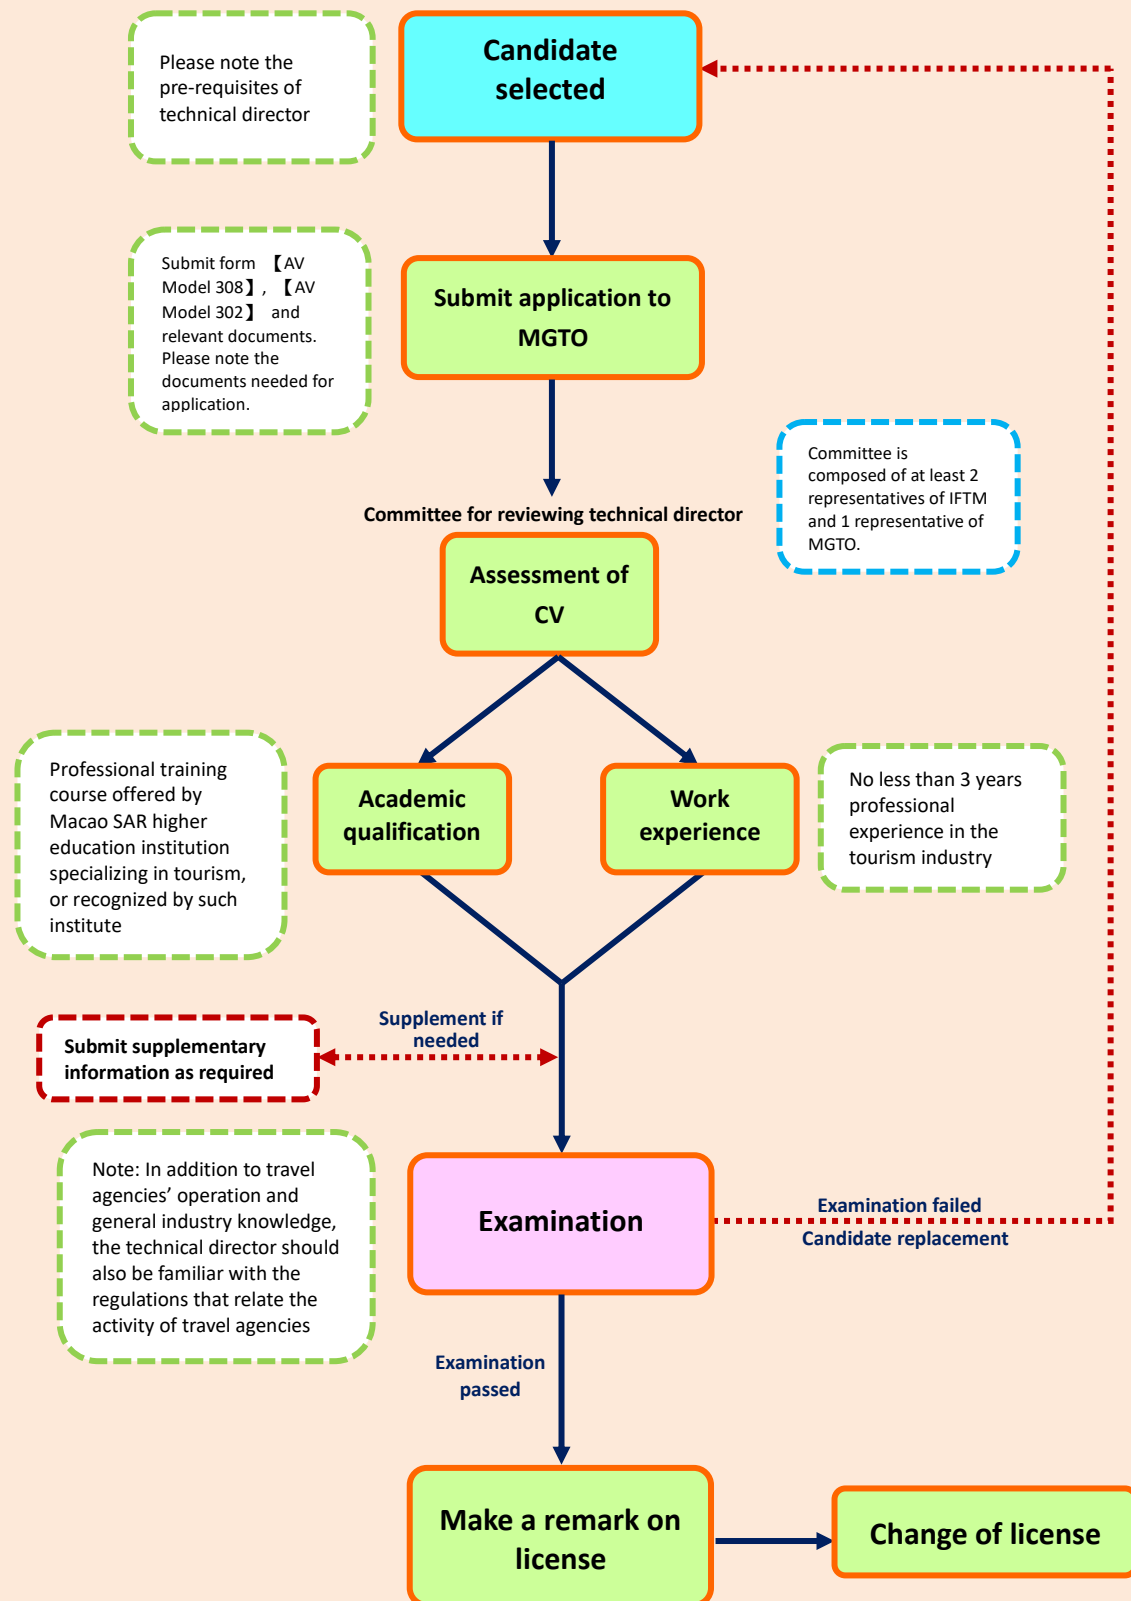 Please note the
pre-requisites of
technical director
Candidate
selected
Submit form 【AV
Model 308】, 【AV
Model 302】 and
relevant documents.
Please note the
documents needed for
application.
Submit application to
MGTO
Committee is
composed of at least 2
representatives of IFTM
and 1 representative of
MGTO.
Committee for reviewing technical director
Assessment of
CV
Professional training
course offered by
Macao SAR higher
education institution
specializing in tourism,
or recognized by such
institute
Academic
qualification
Work
experience
No less than 3 years
professional
experience in the
tourism industry
Supplement if
needed
Submit supplementary
information as required
Note: In addition to travel
agencies’ operation and
general industry knowledge,
the technical director should
also be familiar with the
regulations that relate the
activity of travel agencies
Examination
Examination failed
Candidate replacement
Examination
passed
Make a remark on
license
Change of license